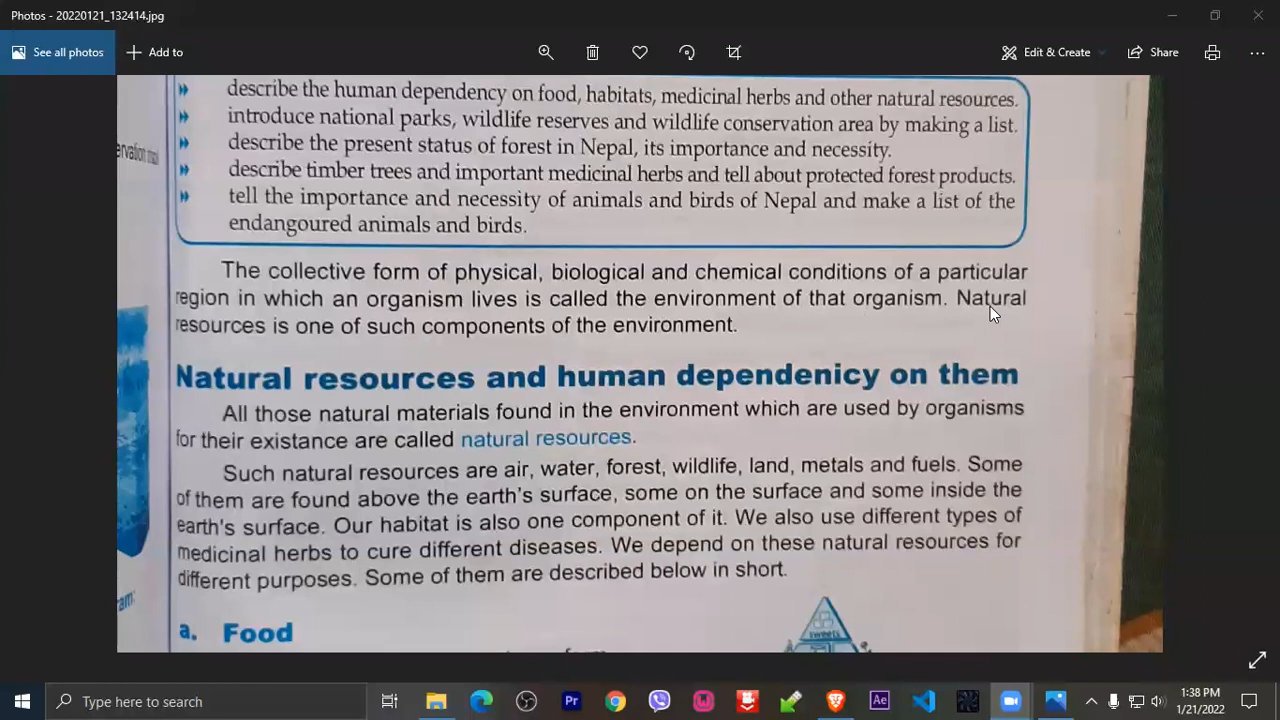 Photos - 20220121_132414.jpg
See all photos
Add to
Edit & Create
Share
describe the human dependency on food, habitats, medicinal herbs and other natural resources.
introduce national parks, wildlife reserves and wildlife conservation area by making a list.
describe the present status of forest in Nepal, its importance and necessity.
describe timber trees and important medicinal herbs and tell about protected forest products.
tell the importance and necessity of animals and birds of Nepal and make a list of the
endangoured animals and birds.
The collective form of physical, biological and chemical conditions of a particular
region in which an organism lives is called the environment of that organism. Natural
resources is one of such components of the environment.
Natural resources and human dependenicy on them
All those natural materials found in the environment which are used by organisms
for their existance are called natural resources.
Such natural resources are air, water, forest, wildlife, land, metals and fuels. Some
of them are found above the earth's surface, some on the surface and some inside the
earth's surface. Our habitat is also one component of it. We also use different types of
medicinal herbs to cure different diseases. We depend on these natural resources for
different purposes. Some of them are described below in short.
a. Food
sweets
Type here to search
Pr
Ae
1:38 PM
1/21/2022